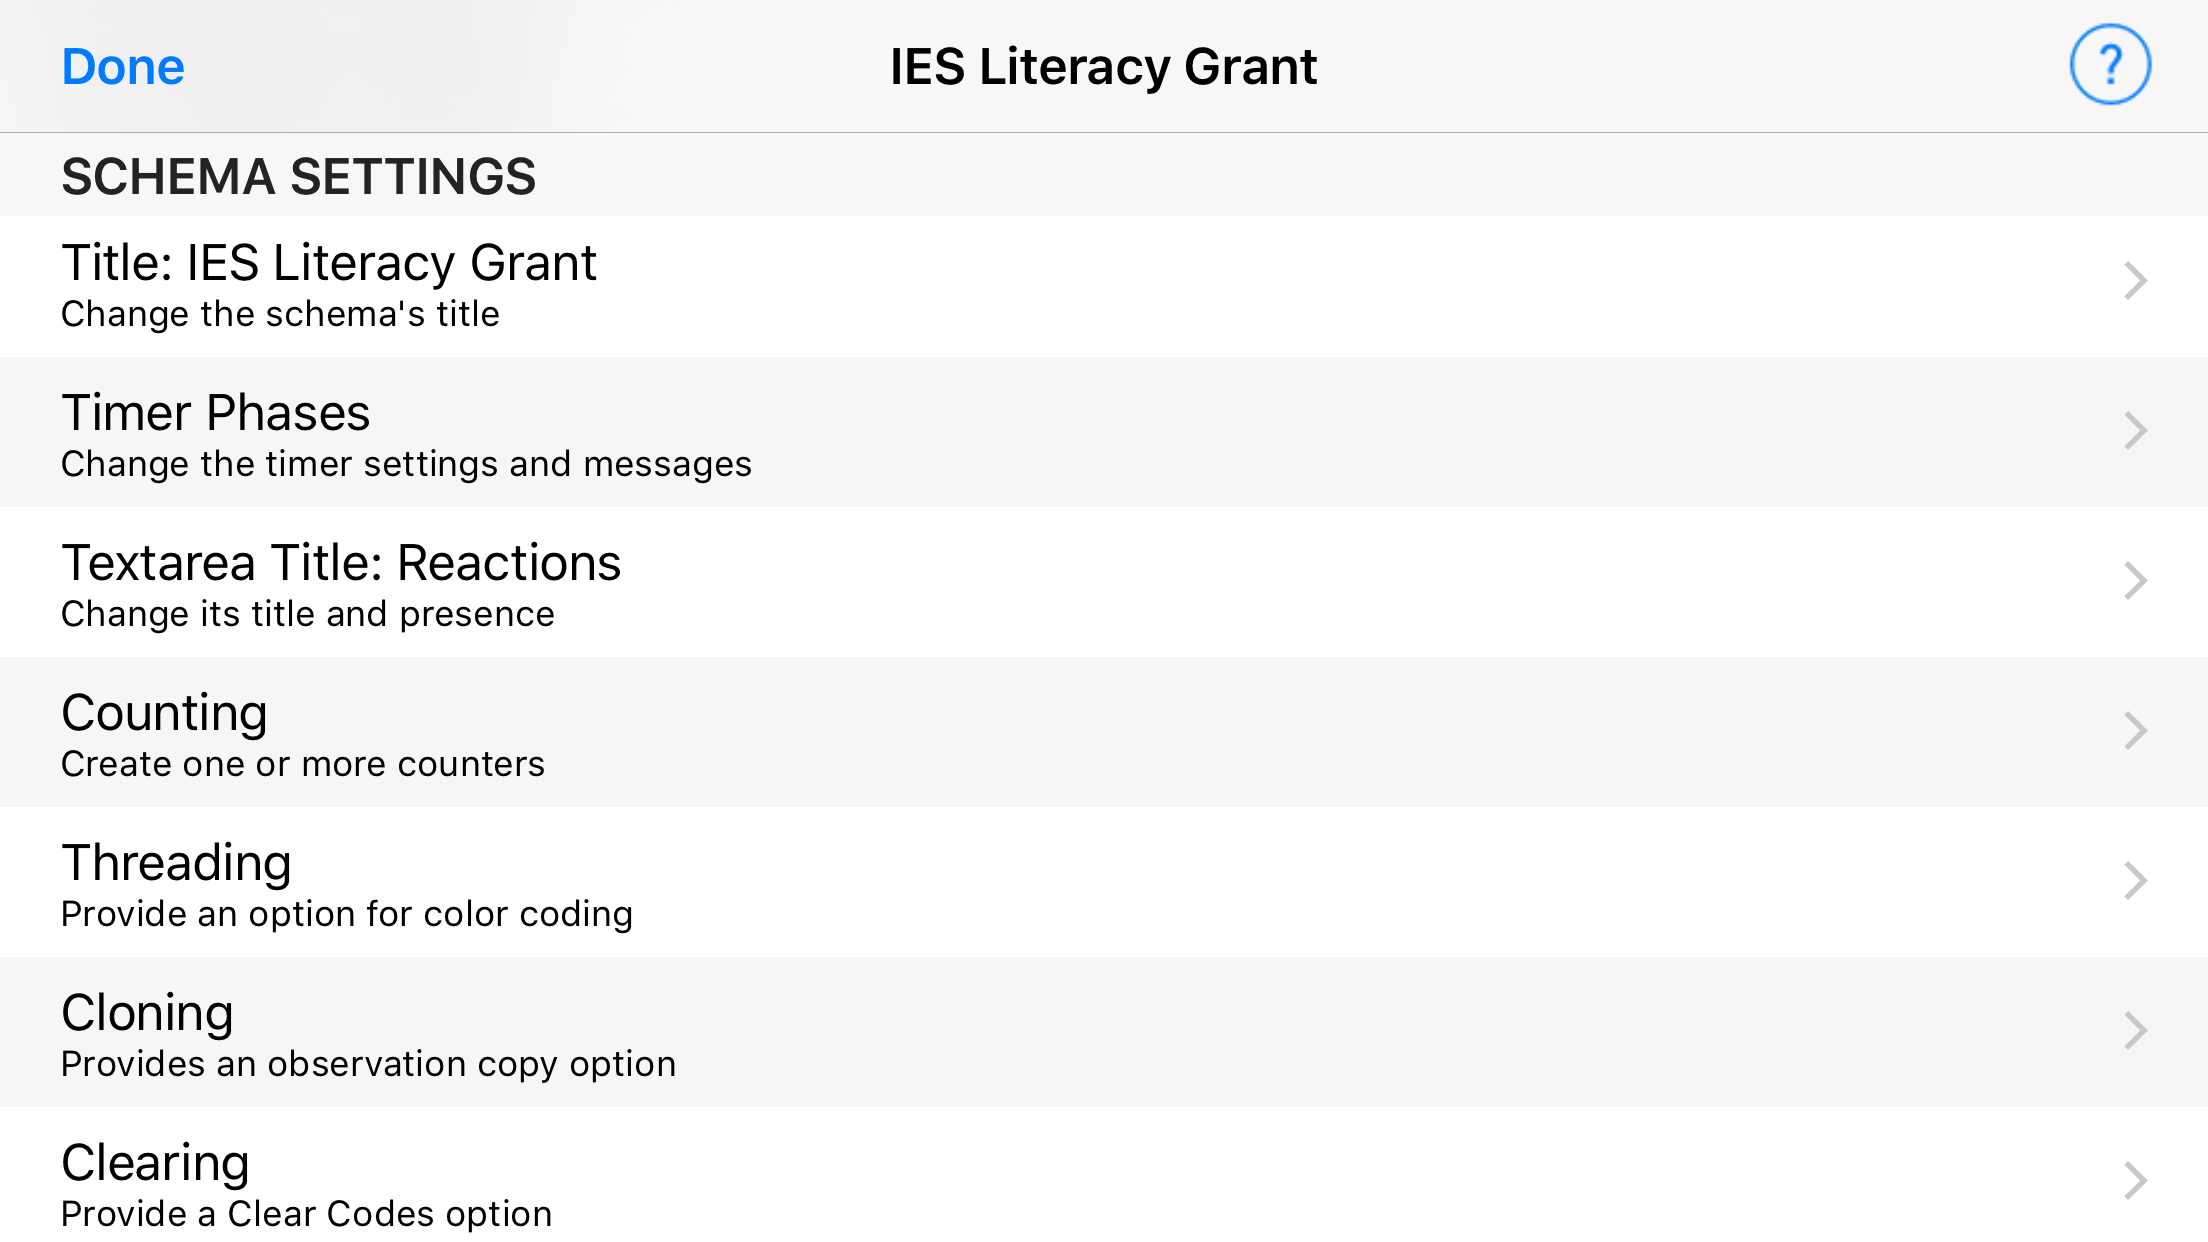 Done
IES Literacy Grant
?
SCHEMA SETTINGS
Title: IES Literacy Grant
Change the schema's title
Timer Phases
Change the timer settings and messages
Textarea Title: Reactions
Change its title and presence
Counting
Create one or more counters
Threading
Provide an option for color coding
Cloning
Provides an observation copy option
Clearing
Provide a Clear Codes option